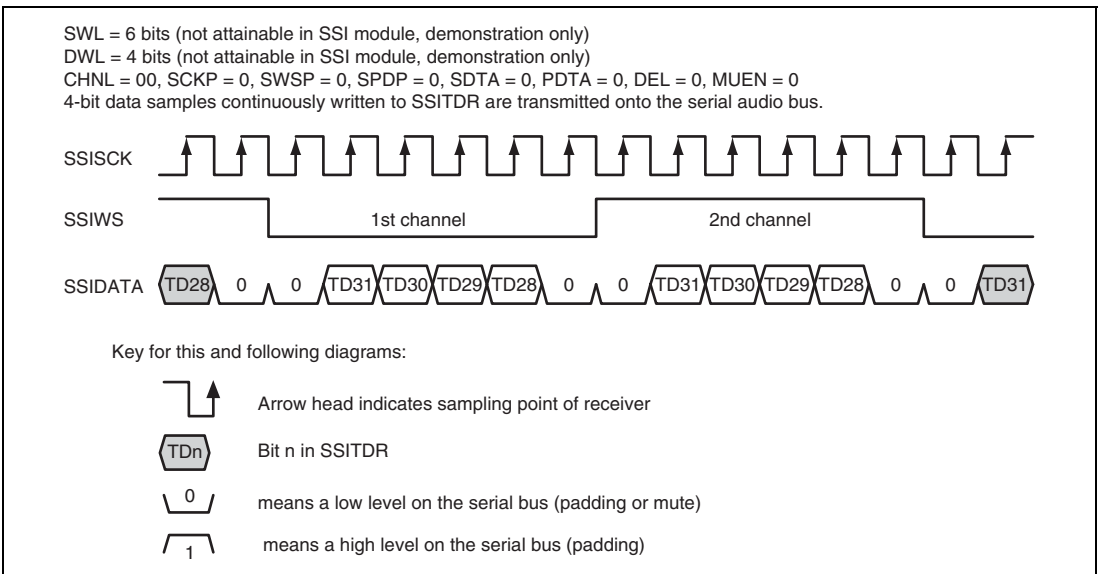 SWL = 6 bits (not attainable in SSI module, demonstration only)
DWL = 4 bits (not attainable in SSI module, demonstration only)
CHNL = 00, SCKP = 0, SWSP = 0, SPDP = 0, SDTA = 0, PDTA = 0, DEL = 0, MUEN = 0
4-bit data samples continuously written to SSITDR are transmitted onto the serial audio bus.
SSISCK
SSIWS 1st channel 2nd channel
SSIDATA TD28 0 0 TD31 TD30 TD29 TD28 0 0 TD31 TD30 TD29 TD28 0 0 TD31
Key for this and following diagrams:
Arrow head indicates sampling point of receiver
TDn Bit n in SSITDR
0 means a low level on the serial bus (padding or mute)
1 means a high level on the serial bus (padding)